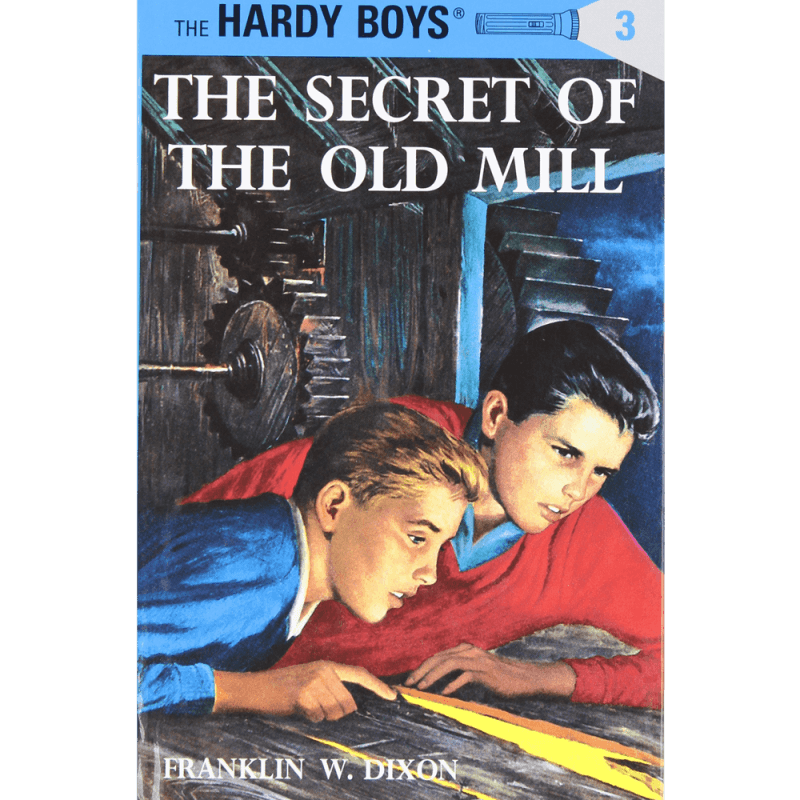 THE HARDY BOYS® 3
THE SECRET OF
THE OLD MILL
FRANKLIN W. DIXON